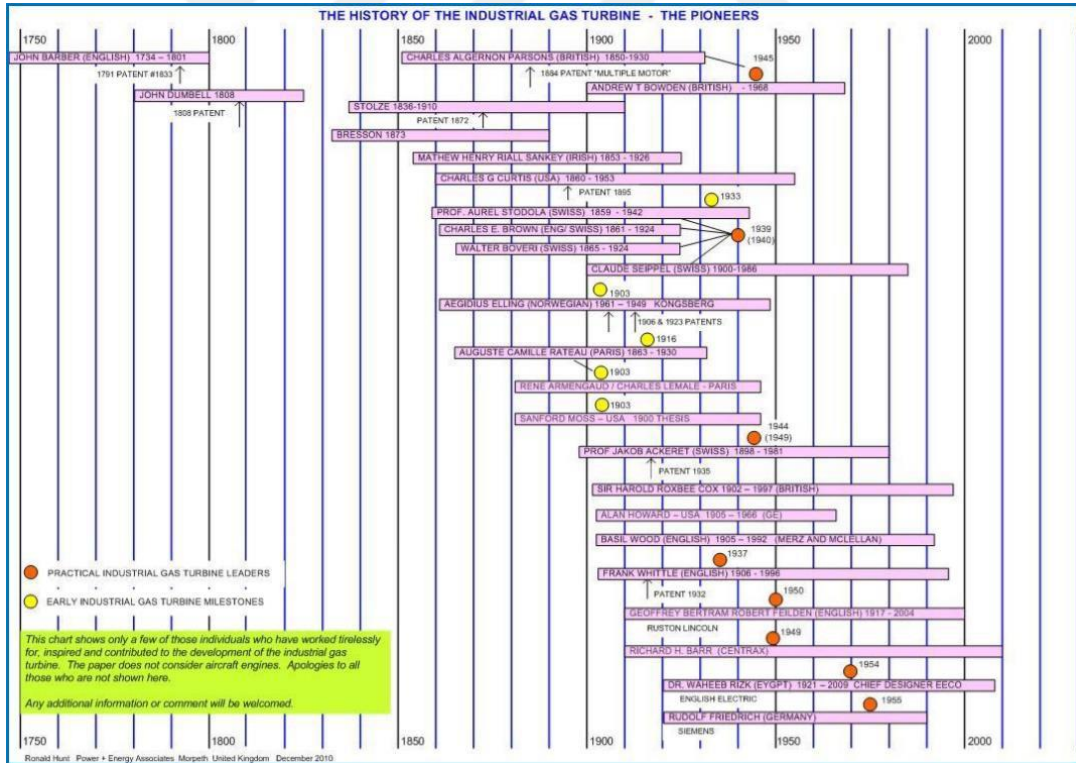 THE HISTORY OF THE INDUSTRIAL GAS TURBINE - THE PIONEERS
1750 1800 1850 1900 1950 2000
JOHN BARBER (ENGLISH) 1734 – 1801
CHARLES ALGERNON PARSONS (BRITISH) 1850-1930
1945
1791 PATENT #1833
1884 PATENT "MULTIPLE MOTOR"
ANDREW T BOWDEN (BRITISH) - 1968
JOHN DUMBELL 1808
STOLZE 1836-1910
1808 PATENT
PATENT 1872
BRESSON 1873
MATHEW HENRY RIALL SANKEY (IRISH) 1853 - 1926
CHARLES G CURTIS (USA) 1860 - 1953
PATENT 1895
1933
PROF. AUREL STODOLA (SWISS) 1859 - 1942
CHARLES E. BROWN (ENG/ SWISS) 1861 - 1924
1939
(1940)
WALTER BOVERI (SWISS) 1865 - 1924
CLAUDE SEIPPEL (SWISS) 1900-1986
1903
AEGIDIUS ELLING (NORWEGIAN) 1961 – 1949 KONGSBERG
1906 & 1923 PATENTS
1916
AUGUSTE CAMILLE RATEAU (PARIS) 1863 - 1930
1903
RENE ARMENGAUD / CHARLES LEMALE - PARIS
1903
SANFORD MOSS – USA 1900 THESIS
1944
(1949)
PROF JAKOB ACKERET (SWISS) 1898 - 1981
PATENT 1935
SIR HAROLD ROXBEE COX 1902 – 1997 (BRITISH)
ALAN HOWARD – USA 1905 – 1966 (GE)
BASIL WOOD (ENGLISH) 1905 – 1992 (MERZ AND MCLELLAN)
1937
PRACTICAL INDUSTRIAL GAS TURBINE LEADERS
FRANK WHITTLE (ENGLISH) 1906 - 1996
PATENT 1932
1950
EARLY INDUSTRIAL GAS TURBINE MILESTONES
GEOFFREY BERTRAM ROBERT FEILDEN (ENGLISH) 1917 - 2004
RUSTON LINCOLN
1949
RICHARD H. BARR (CENTRAX)
1954
DR. WAHEEB RIZK (EYGPT) 1921 – 2009 CHIEF DESIGNER EECO
ENGLISH ELECTRIC
1955
RUDOLF FRIEDRICH (GERMANY)
SIEMENS
This chart shows only a few of those individuals who have worked tirelessly
for, inspired and contributed to the development of the industrial gas
turbine. The paper does not consider aircraft engines. Apologies to all
those who are not shown here.
Any additional information or comment will be welcomed.
1750 1800 1850 1900 1950 2000
Ronald Hunt Power + Energy Associates Morpeth United Kingdom December 2010